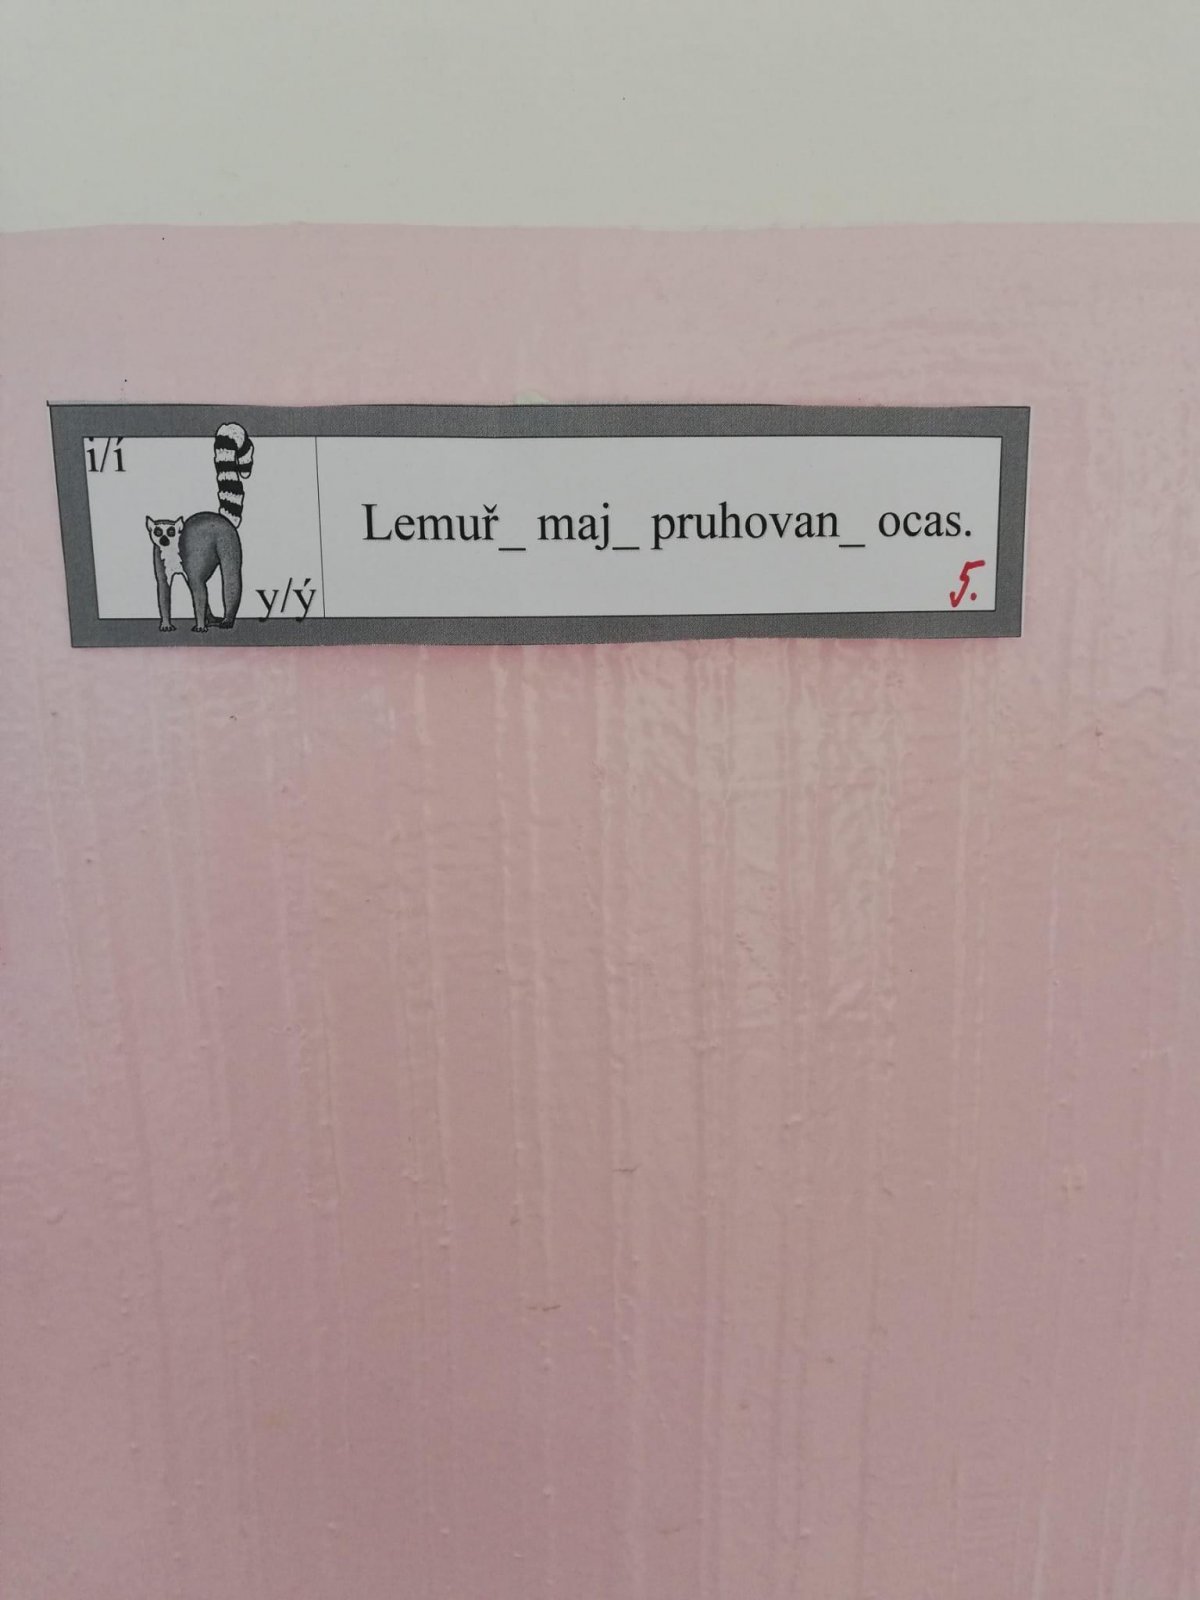 i/í
Lemuř_ maj_ pruhovan_ ocas.
y/ý
5.